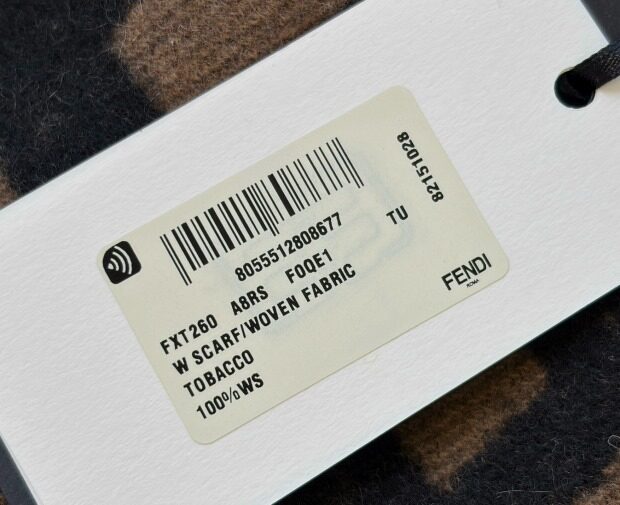 82151028
8055512808677 TU
FXT260 A8RS F0QE1
W SCARF/WOVEN FABRIC
TOBACCO
100%WS
FENDI
ROMA